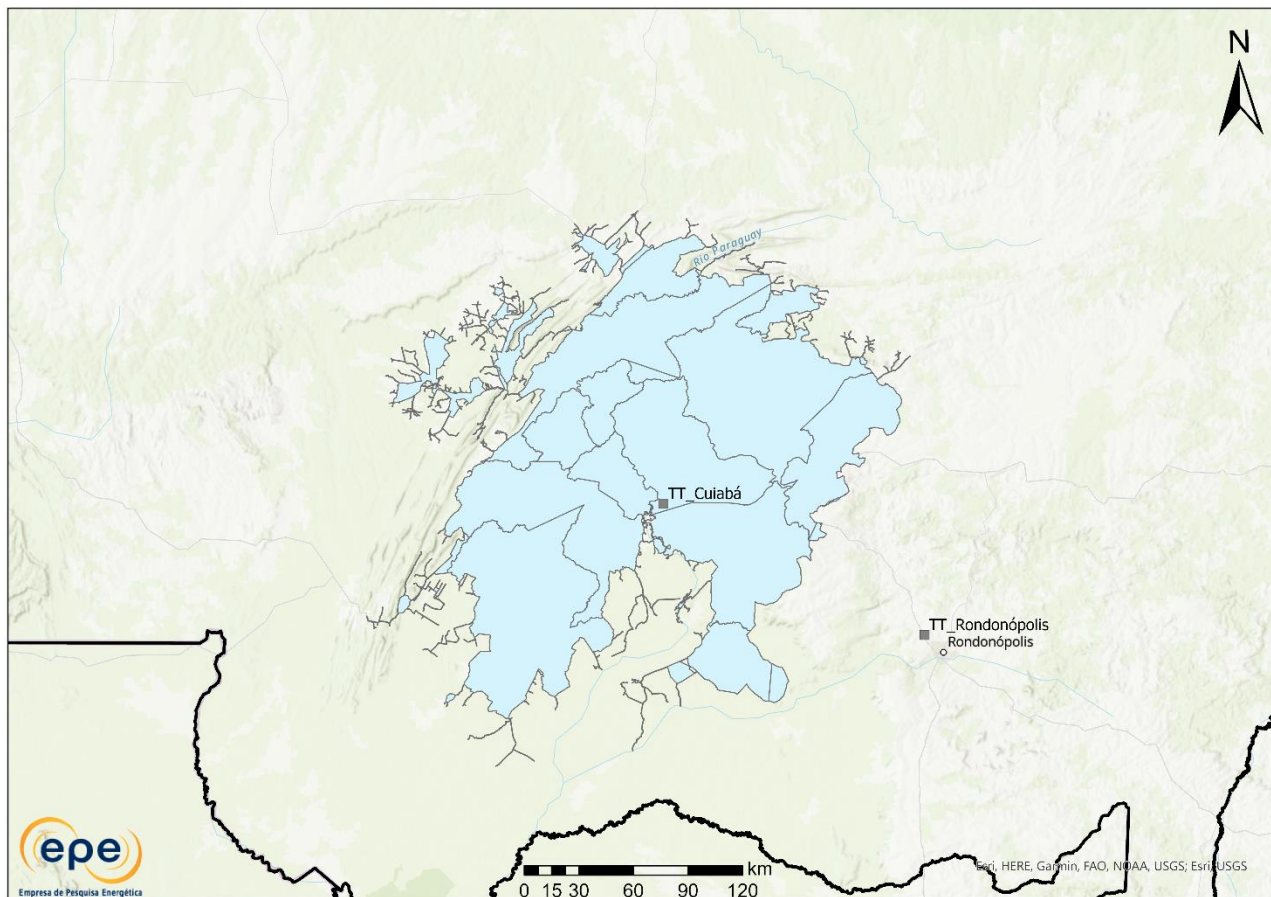 N
Rio Paraguay
TT_Cuiabá
TT_Rondonópolis
Rondonópolis
epe
Empresa de Pesquisa Energética
0 15 30 60 90 120 km
Esri, HERE, Garmin, FAO, NOAA, USGS; Esri, USGS